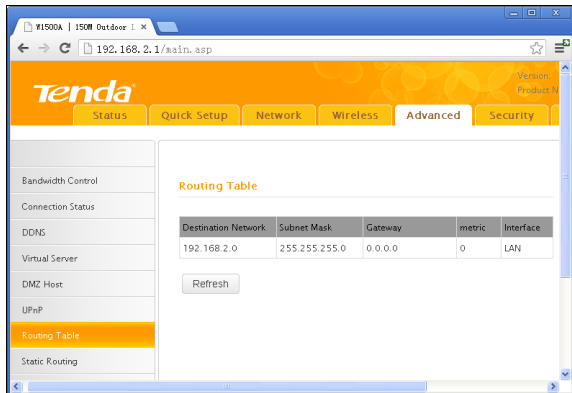 W1500A | 150M Outdoor
192.168.2.1/main.asp
Tenda
Version:
Product N
Status Quick Setup Network Wireless Advanced Security
Bandwidth Control
Connection Status
DDNS
Virtual Server
DMZ Host
UPnP
Routing Table
Static Routing
Routing Table
Destination Network Subnet Mask Gateway metric Interface
192.168.2.0 255.255.255.0 0.0.0.0 0 LAN
Refresh